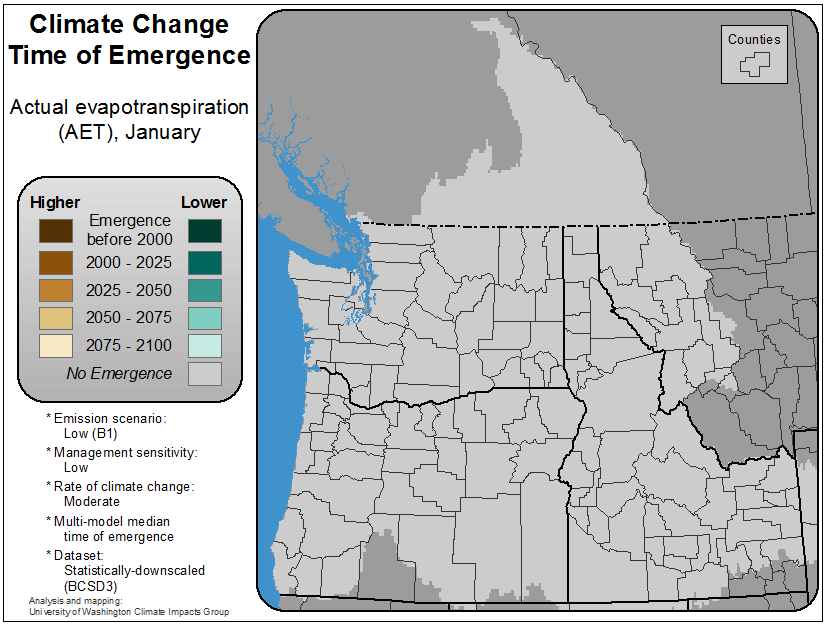 Climate Change
Time of Emergence
Actual evapotranspiration
(AET), January
Higher
Lower
Emergence
before 2000
2000 - 2025
2025 - 2050
2050 - 2075
2075 - 2100
No Emergence
* Emission scenario:
Low (B1)
* Management sensitivity:
Low
* Rate of climate change:
Moderate
* Multi-model median
time of emergence
* Dataset:
Statistically-downscaled
(BCSD3)
Analysis and mapping:
University of Washington Climate Impacts Group
Counties